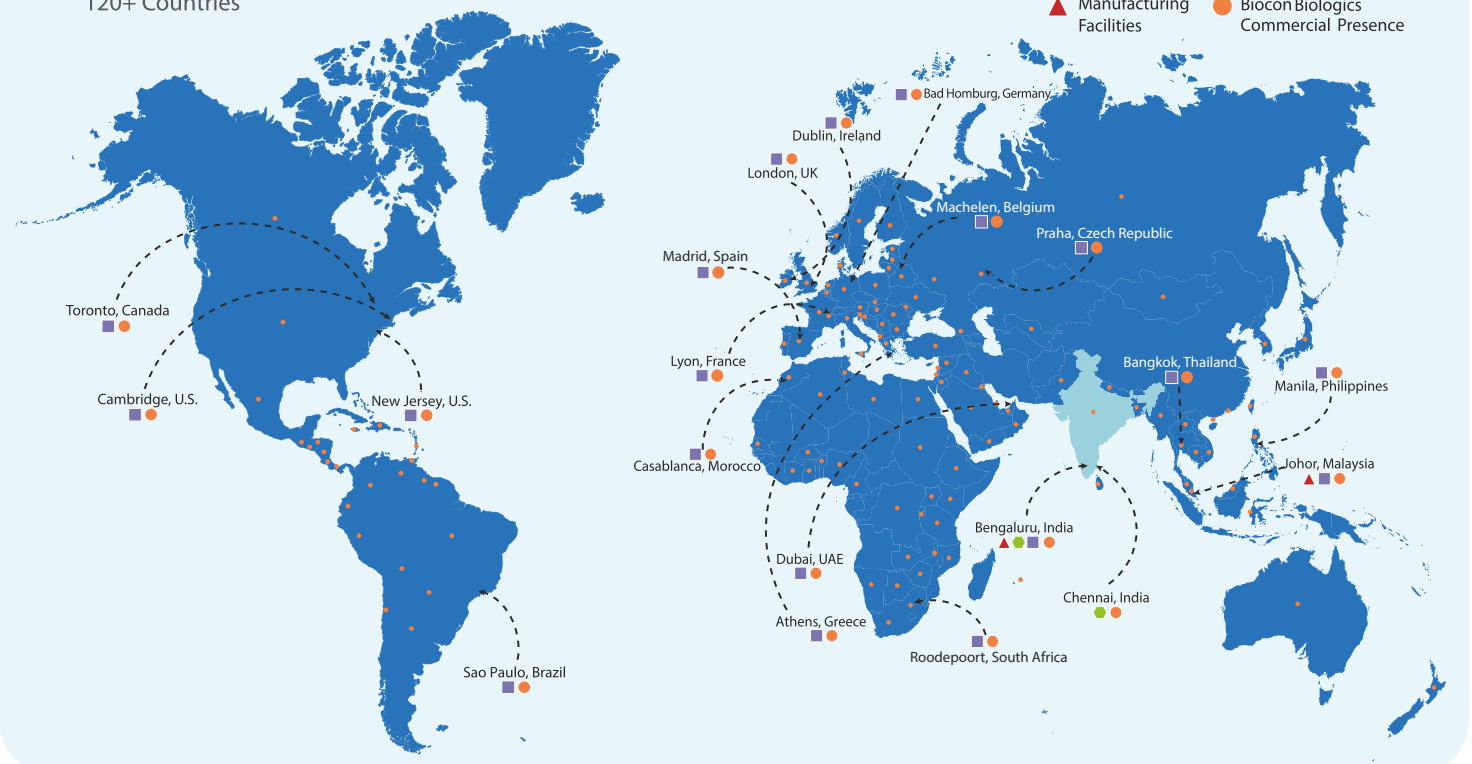 120+ Countries
Manufacturing
Facilities
Biocon Biologics
Commercial Presence
Bad Homburg, Germany
Dublin, Ireland
London, UK
Machelen, Belgium
Praha, Czech Republic
Madrid, Spain
Toronto, Canada
Lyon, France
Bangkok, Thailand
Manila, Philippines
Cambridge, U.S.
New Jersey, U.S.
Casablanca, Morocco
Johor, Malaysia
Bengaluru, India
Dubai, UAE
Chennai, India
Athens, Greece
Roodepoort, South Africa
Sao Paulo, Brazil